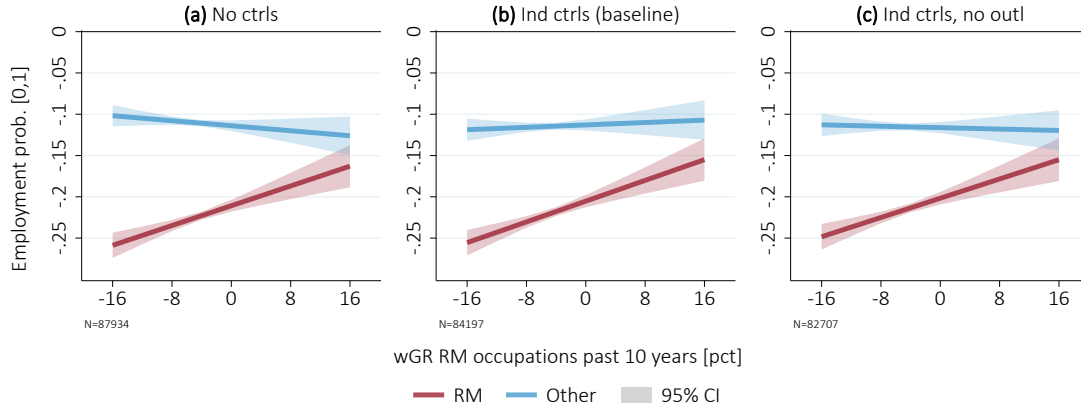 (a) No ctrls
(b) Ind ctrls (baseline)
(c) Ind ctrls, no outl
Employment prob. [0,1]
0
-.05
-.1
-.15
-.2
-.25
0
-.05
-.1
-.15
-.2
-.25
0
-.05
-.1
-.15
-.2
-.25
-16 -8 0 8 16
-16 -8 0 8 16
-16 -8 0 8 16
N=87934
N=84197
N=82707
wGR RM occupations past 10 years [pct]
RM Other 95% CI